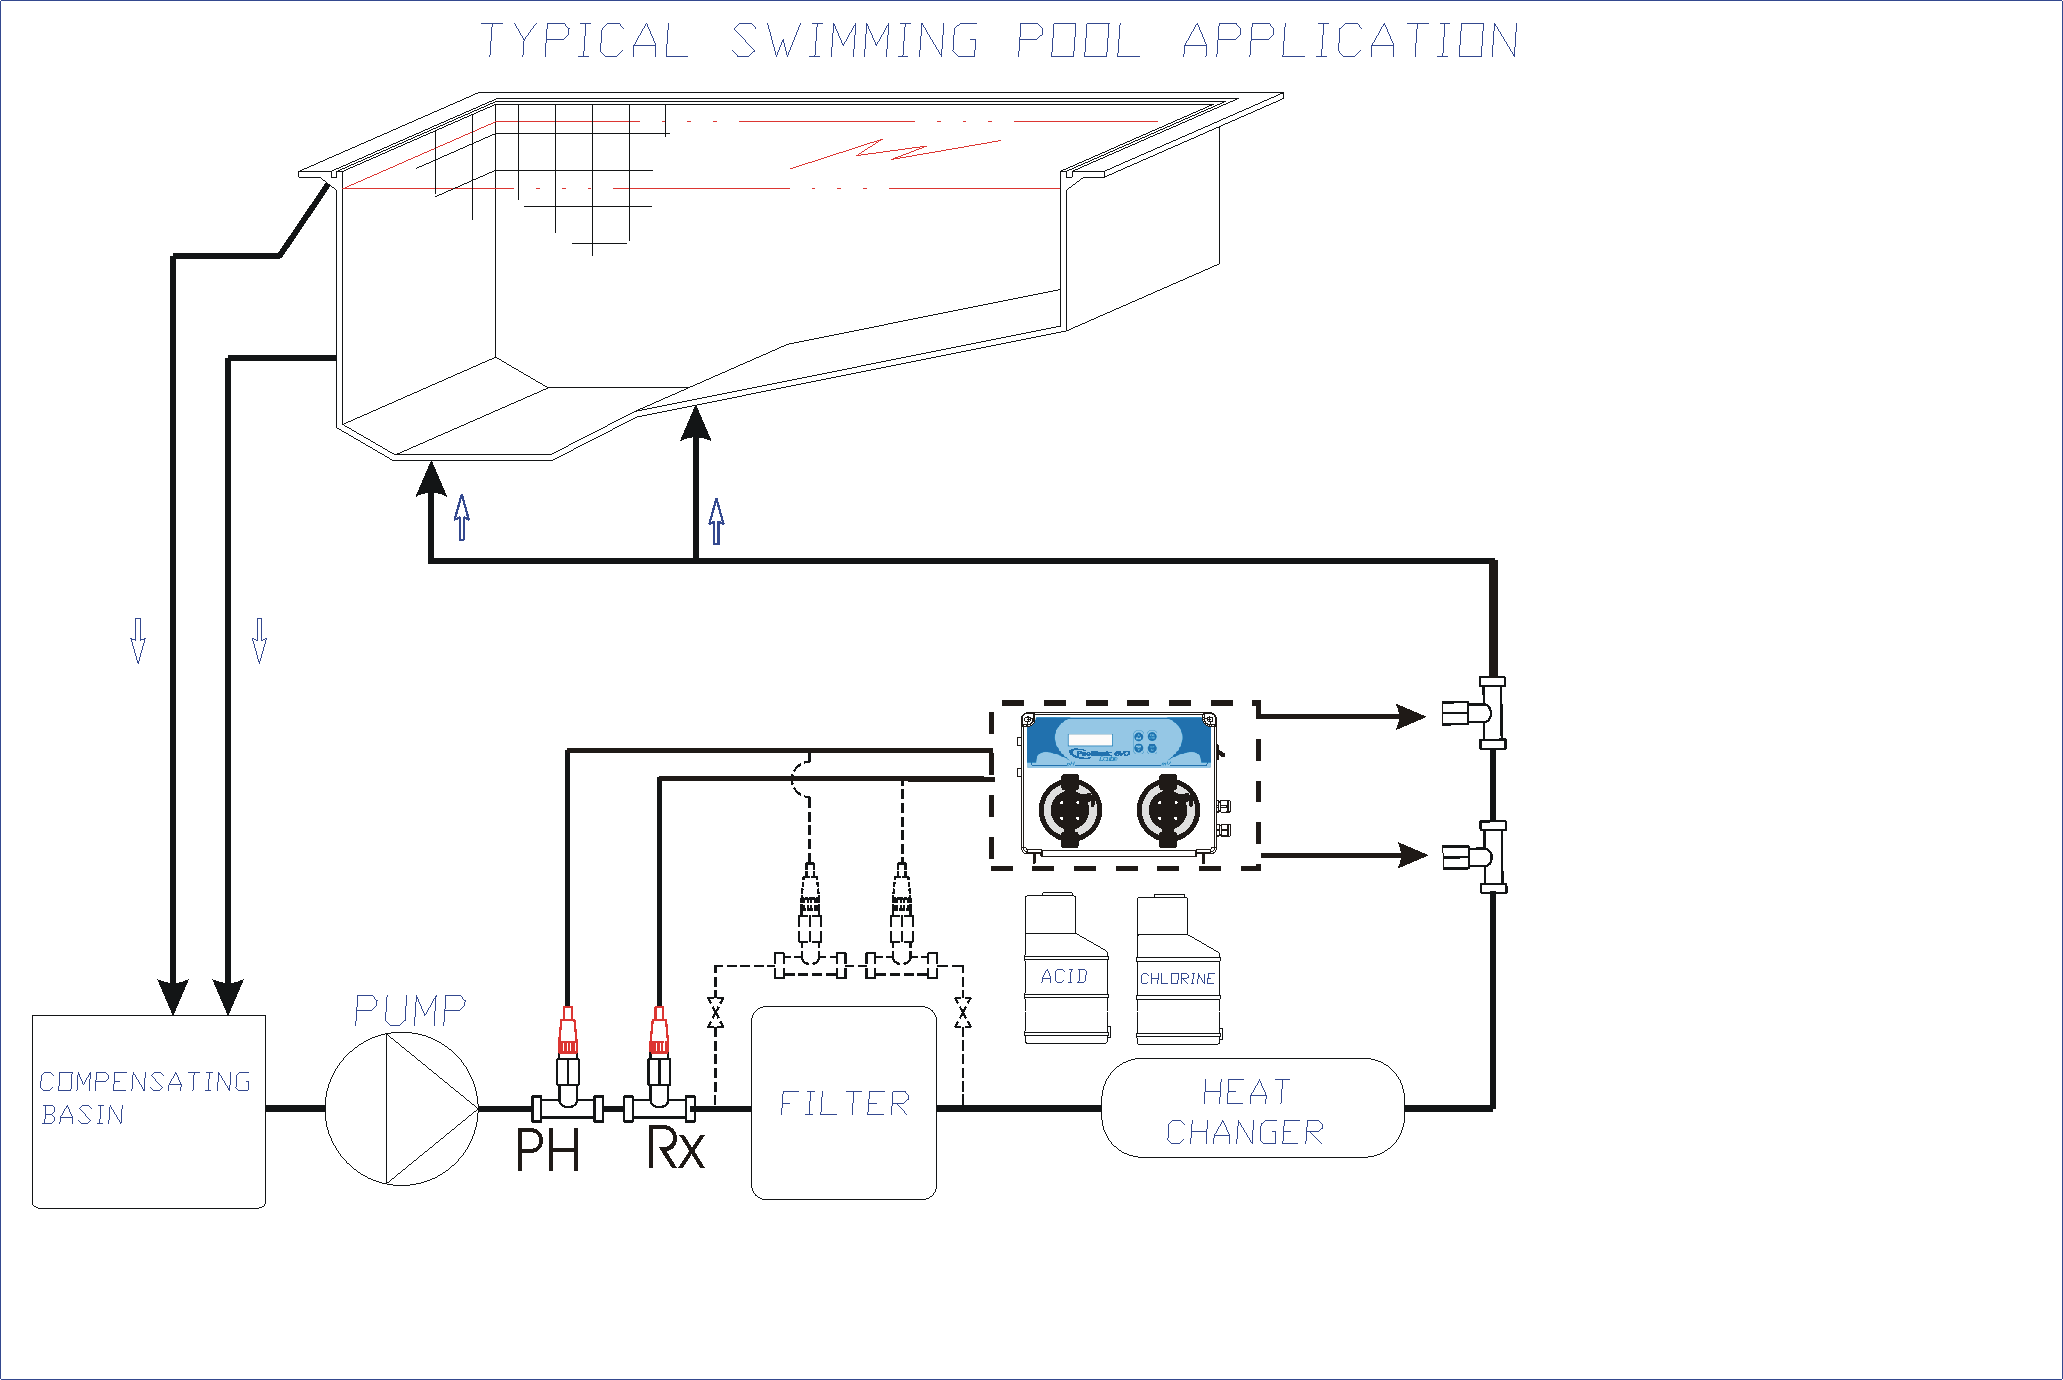 TYPICAL SWIMMING POOL APPLICATION
PUMP
COMPENSATING
BASIN
PH
Rx
FILTER
ACID
CHLORINE
HEAT
CHANGER